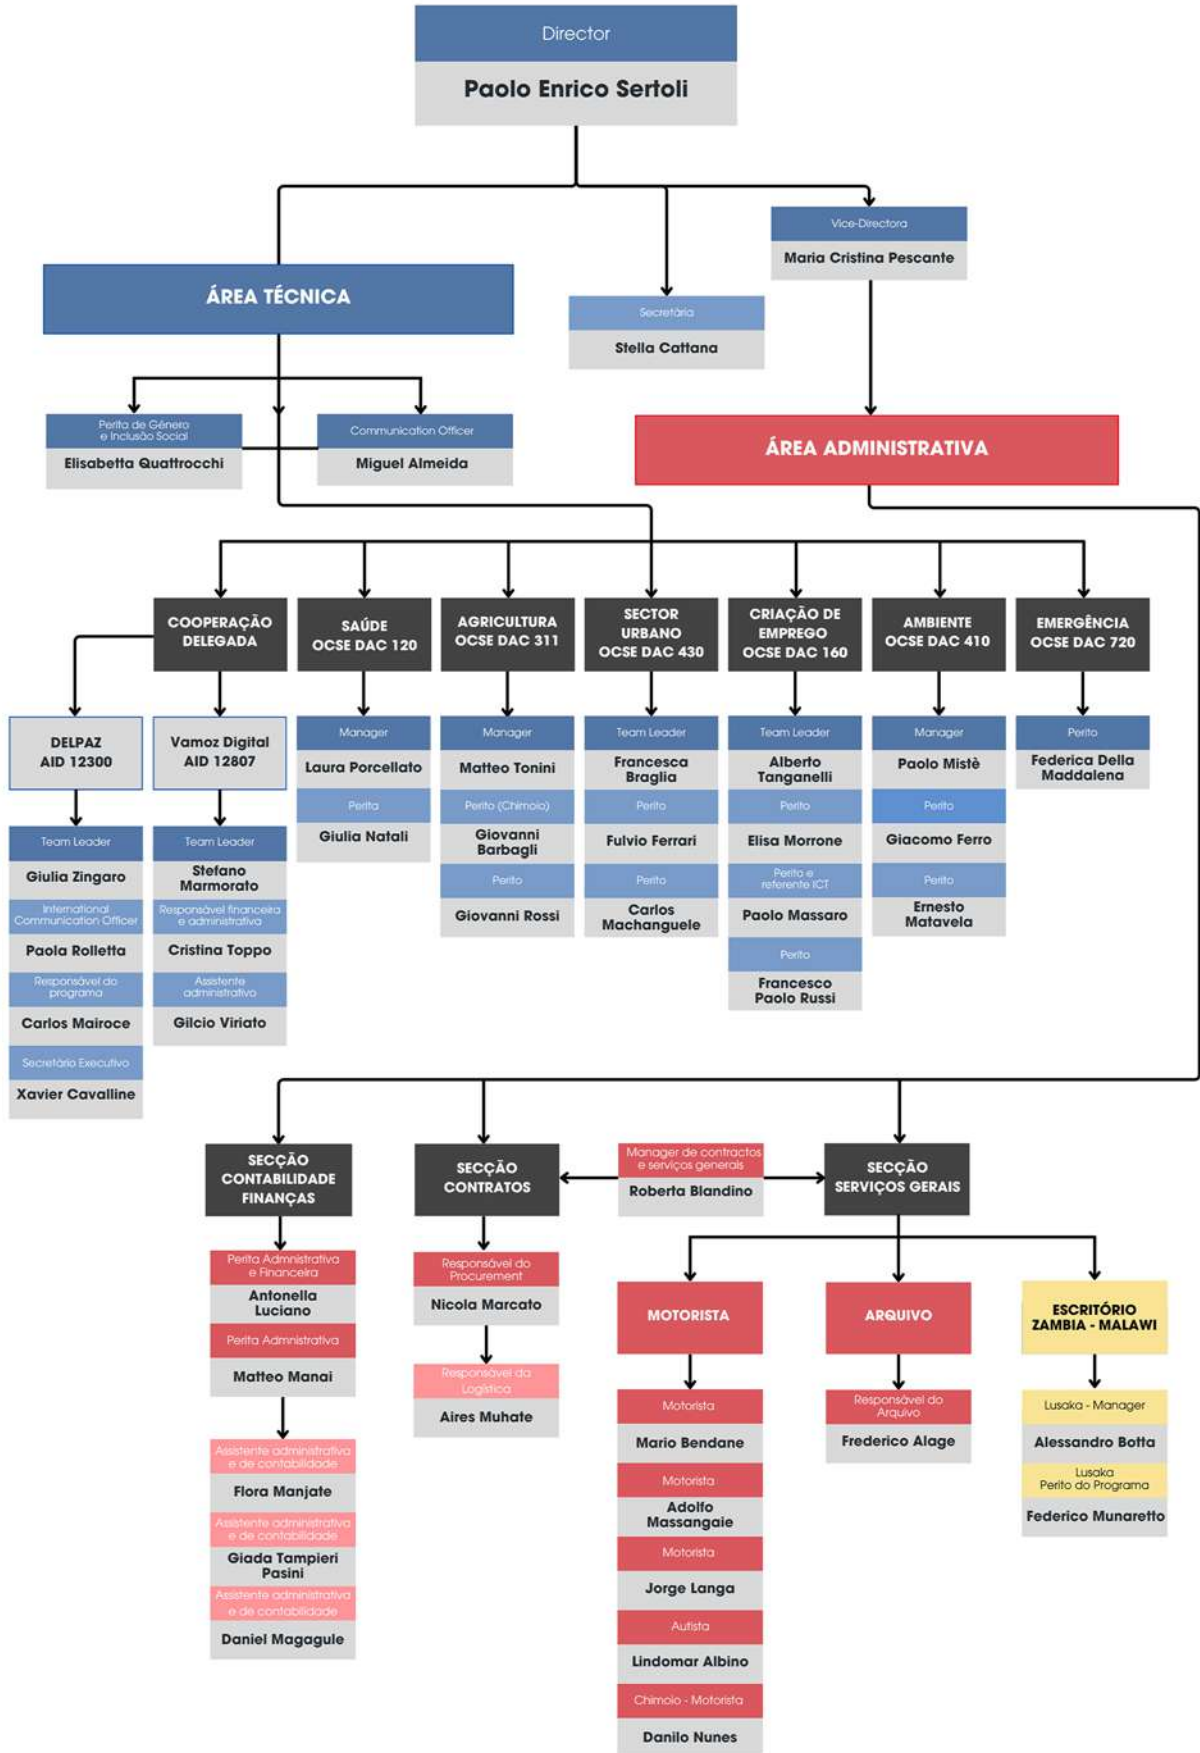 Director
Paolo Enrico Sertoli
Vice-Directora
Maria Cristina Pescante
ÁREA TÉCNICA
Secretária
Stella Cattana
Perita de Género
e Inclusão Social
Elisabetta Quattrocchi
Communication Officer
Miguel Almeida
ÁREA ADMINISTRATIVA
COOPERAÇÃO
DELEGADA
SAÚDE
OCSE DAC 120
AGRICULTURA
OCSE DAC 311
SECTOR
URBANO
OCSE DAC 430
CRIAÇÃO DE
EMPREGO
OCSE DAC 160
AMBIENTE
OCSE DAC 410
EMERGÊNCIA
OCSE DAC 720
DELPAZ
AID 12300
Team Leader
Giulia Zingaro
International
Communication Officer
Paola Rolletta
Responsável do
programa
Carlos Mairoce
Secretário Executivo
Xavier Cavalline
Vamoz Digital
AID 12807
Team Leader
Stefano
Marmorato
Responsável financeira
e administrativa
Cristina Toppo
Assistente
administrativo
Gilcio Viriato
Manager
Laura Porcellato
Perita
Giulia Natali
Manager
Matteo Tonini
Perito (Chimoio)
Giovanni
Barbagli
Perito
Giovanni Rossi
Team Leader
Francesca
Braglia
Perito
Fulvio Ferrari
Perito
Carlos
Machanguele
Team Leader
Alberto
Tanganelli
Perito
Elisa Morrone
Perito e
referente ICT
Paolo Massaro
Perito
Francesco
Paolo Russi
Manager
Paolo Mistè
Perito
Giacomo Ferro
Perito
Ernesto
Matavela
Perito
Federica Della
Maddalena
SECÇÃO
CONTABILIDADE
FINANÇAS
Perita Admnistrativa
e Financeira
Antonella
Luciano
Perita Admnistrativa
Matteo Manai
Assistente administrativa
e de contabilidade
Flora Manjate
Assistente administrativa
e de contabilidade
Giada Tampieri
Pasini
Assistente administrativa
e de contabilidade
Daniel Magagule
SECÇÃO
CONTRATOS
Responsável do
Procurement
Nicola Marcato
Responsável da
Logística
Aires Muhate
Manager de contractos
e serviços generais
Roberta Blandino
SECÇÃO
SERVIÇOS GERAIS
MOTORISTA
Motorista
Mario Bendane
Motorista
Adolfo
Massangaie
Motorista
Jorge Langa
Autista
Lindomar Albino
Chimoio - Motorista
Danilo Nunes
ARQUIVO
Responsável do
Arquivo
Frederico Alage
ESCRITÓRIO
ZAMBIA - MALAWI
Lusaka - Manager
Alessandro Botta
Lusaka
Perito do Programa
Federico Munaretto